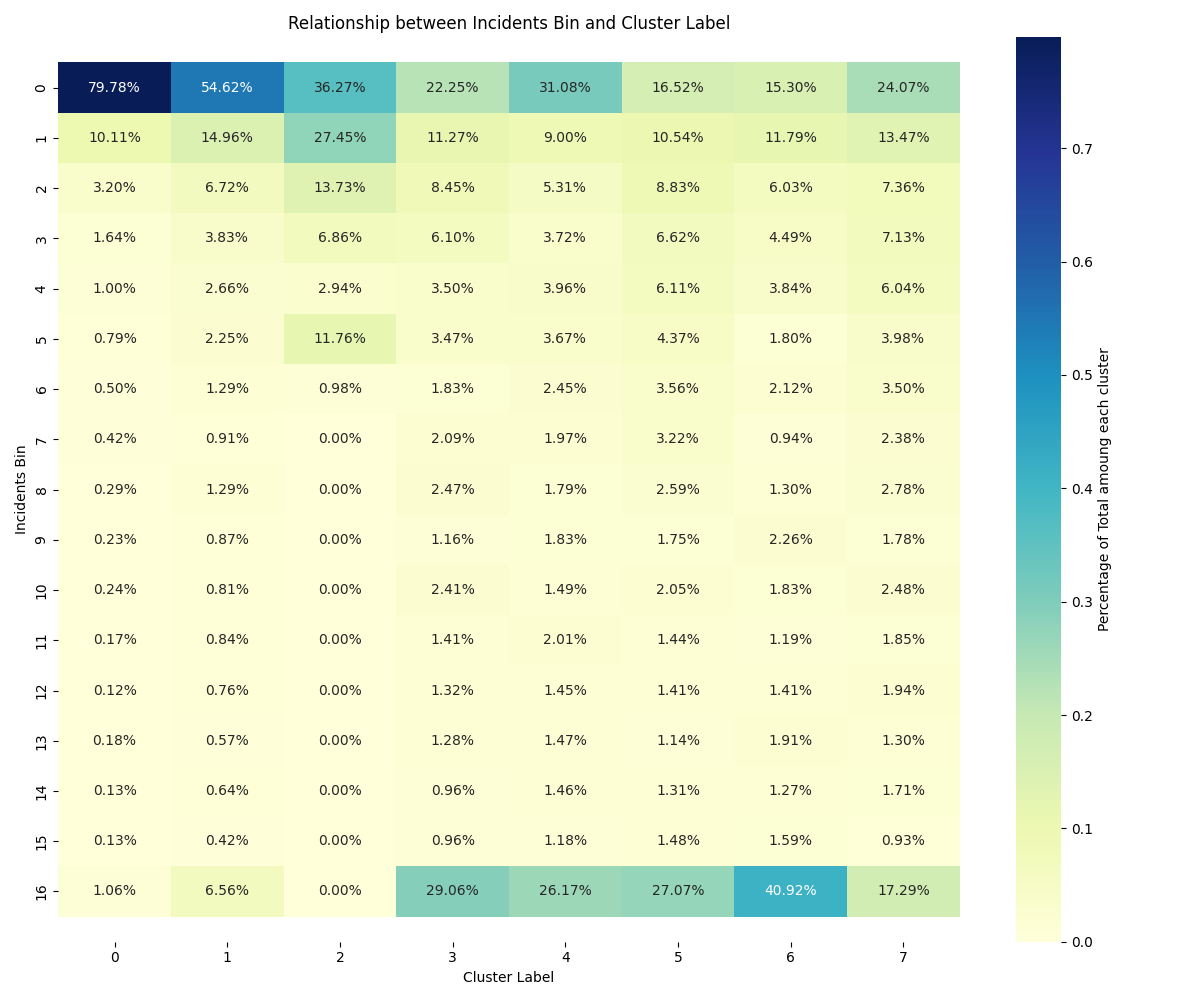 Relationship between Incidents Bin and Cluster Label
0 79.78% 54.62% 36.27% 22.25% 31.08% 16.52% 15.30% 24.07%
1 10.11% 14.96% 27.45% 11.27% 9.00% 10.54% 11.79% 13.47%
2 3.20% 6.72% 13.73% 8.45% 5.31% 8.83% 6.03% 7.36%
3 1.64% 3.83% 6.86% 6.10% 3.72% 6.62% 4.49% 7.13%
4 1.00% 2.66% 2.94% 3.50% 3.96% 6.11% 3.84% 6.04%
5 0.79% 2.25% 11.76% 3.47% 3.67% 4.37% 1.80% 3.98%
6 0.50% 1.29% 0.98% 1.83% 2.45% 3.56% 2.12% 3.50%
7 0.42% 0.91% 0.00% 2.09% 1.97% 3.22% 0.94% 2.38%
8 0.29% 1.29% 0.00% 2.47% 1.79% 2.59% 1.30% 2.78%
9 0.23% 0.87% 0.00% 1.16% 1.83% 1.75% 2.26% 1.78%
10 0.24% 0.81% 0.00% 2.41% 1.49% 2.05% 1.83% 2.48%
11 0.17% 0.84% 0.00% 1.41% 2.01% 1.44% 1.19% 1.85%
12 0.12% 0.76% 0.00% 1.32% 1.45% 1.41% 1.41% 1.94%
13 0.18% 0.57% 0.00% 1.28% 1.47% 1.14% 1.91% 1.30%
14 0.13% 0.64% 0.00% 0.96% 1.46% 1.31% 1.27% 1.71%
15 0.13% 0.42% 0.00% 0.96% 1.18% 1.48% 1.59% 0.93%
16 1.06% 6.56% 0.00% 29.06% 26.17% 27.07% 40.92% 17.29%
0 1 2 3 4 5 6 7
Cluster Label
Incidents Bin
0.7
0.6
0.5
0.4
0.3
0.2
0.1
0.0
Percentage of Total amoung each cluster